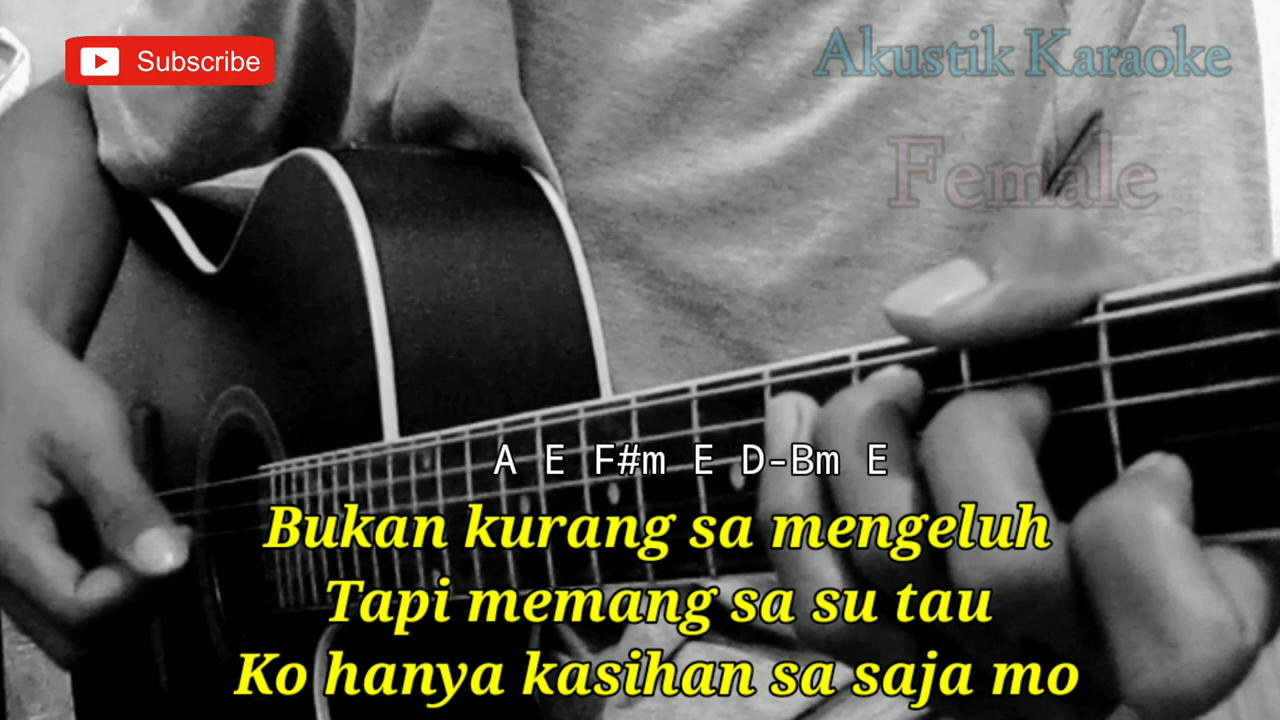 Subscribe
Akustik Karaoke
Female
A E F#m E D-Bm E
Bukan kurang sa mengeluh
Tapi memang sa su tau
Ko hanya kasihan sa saja mo